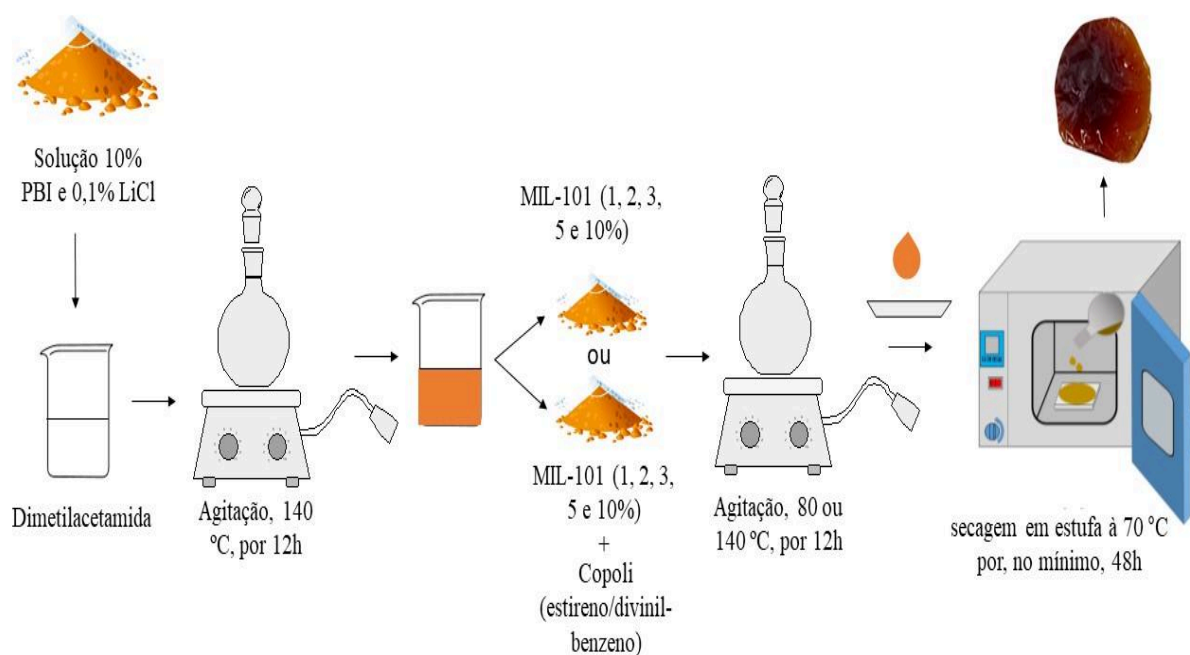 Solução 10%
PBI e 0,1% LiCl
Dimetilacetamida
Agitação, 140
ºC, por 12h
MIL-101 (1, 2, 3,
5 e 10%)
ou
MIL-101 (1, 2, 3,
5 e 10%)
+
Copoli
(estireno/divinil-
benzeno)
Agitação, 80 ou
140 ºC, por 12h
secagem em estufa à 70 °C
por, no mínimo, 48h